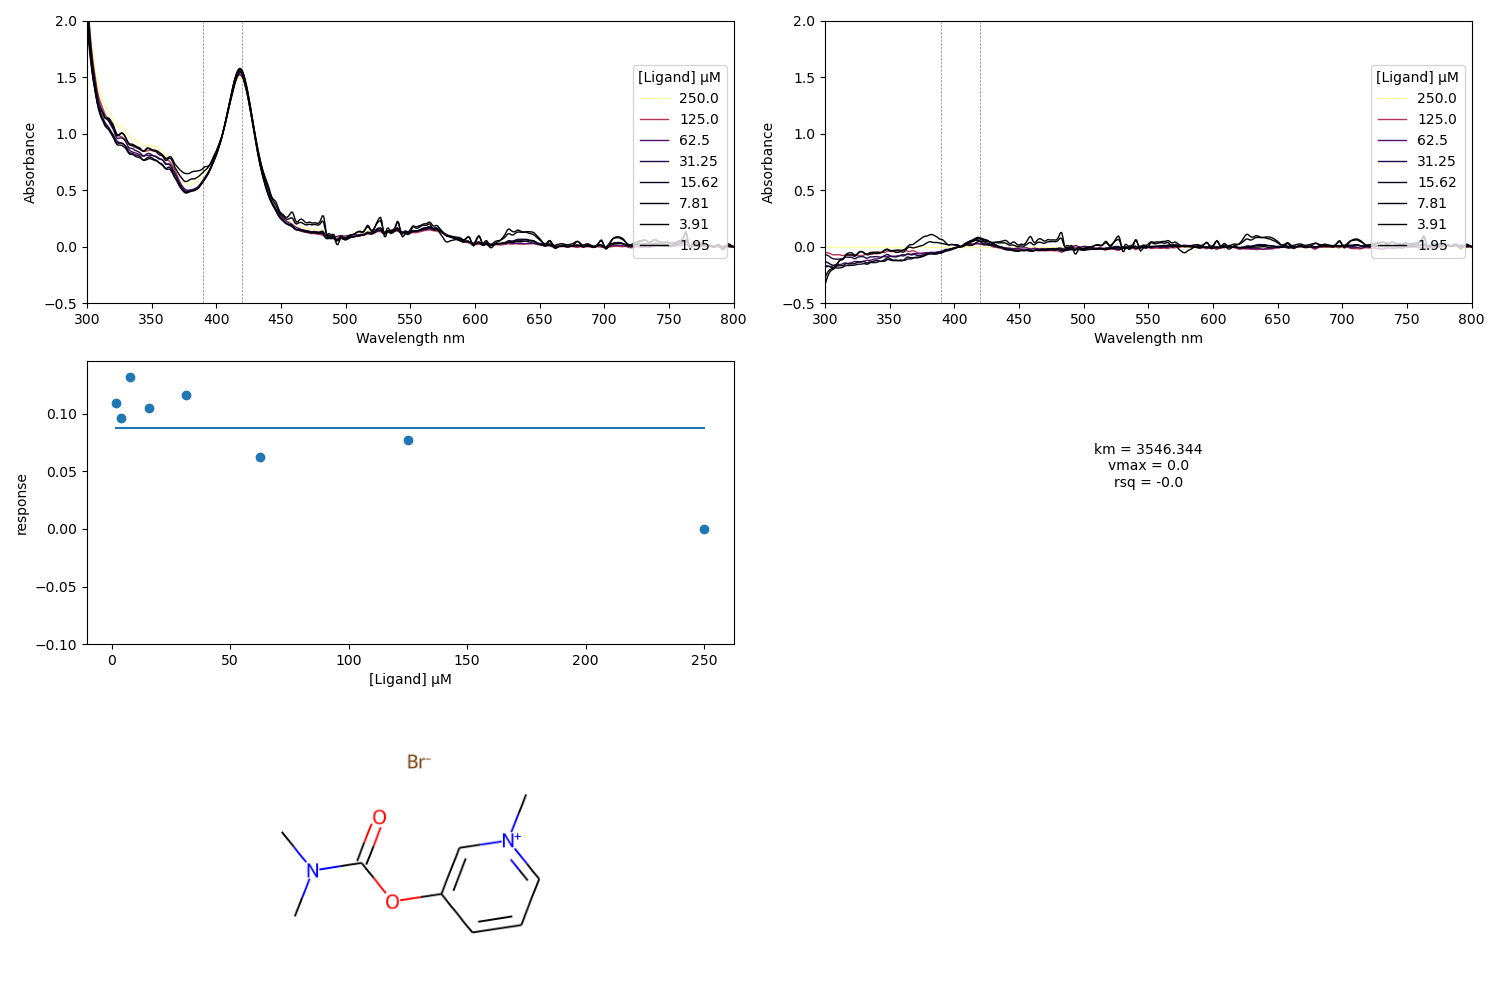 2.0
1.5
1.0
0.5
0.0
−0.5
Absorbance
300 350 400 450 500 550 600 650 700 750 800
Wavelength nm
[Ligand] µM
250.0
125.0
62.5
31.25
15.62
7.81
3.91
1.95
2.0
1.5
1.0
0.5
0.0
−0.5
Absorbance
300 350 400 450 500 550 600 650 700 750 800
Wavelength nm
[Ligand] µM
250.0
125.0
62.5
31.25
15.62
7.81
3.91
1.95
0.10
0.05
0.00
−0.05
−0.10
response
0 50 100 150 200 250
[Ligand] µM
km = 3546.344
vmax = 0.0
rsq = -0.0
Br⁻
O
N⁺
N
O